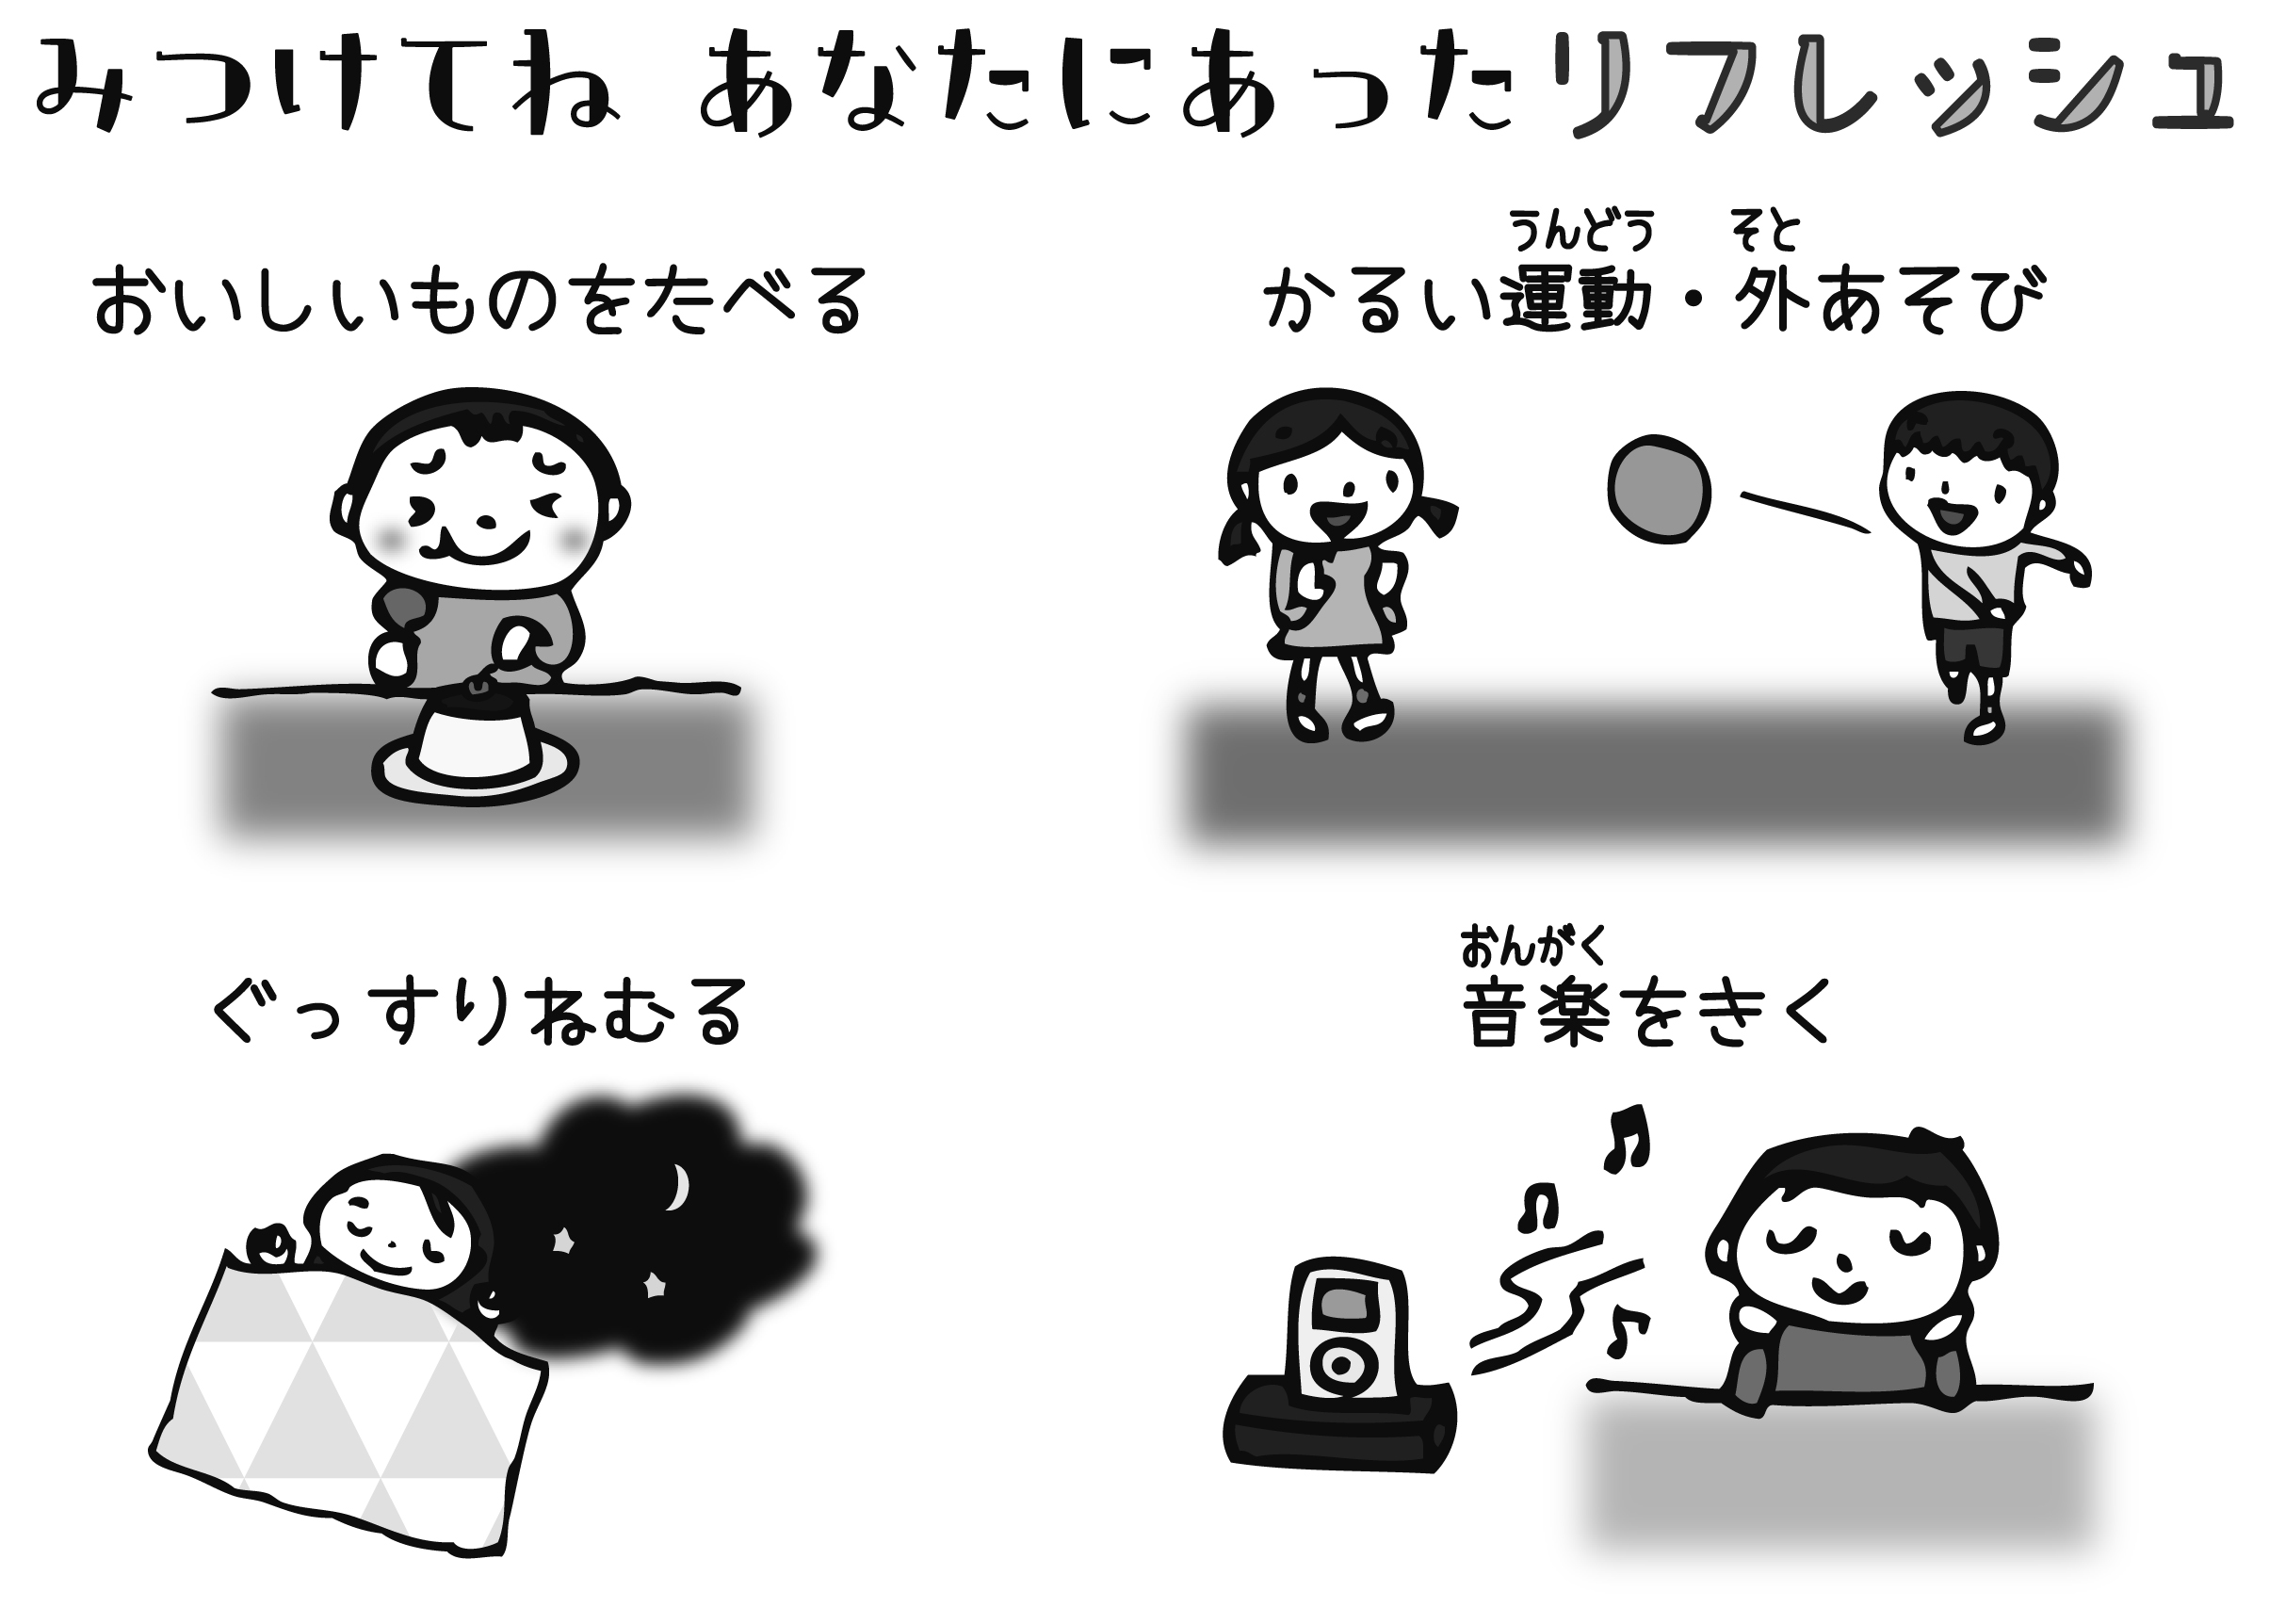 みつけてね あなたにあったリフレッシュ
おいしいものをたべる
うんどう そと
かるい運動・外あそび
ぐっすりねむる
おんがく
音楽をきく